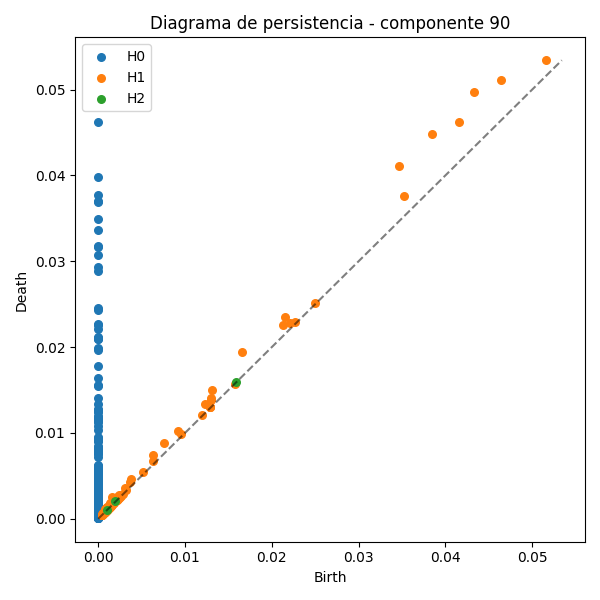 Diagrama de persistencia - componente 90
H0
H1
H2
Death
0.05
0.04
0.03
0.02
0.01
0.00
0.00 0.01 0.02 0.03 0.04 0.05
Birth